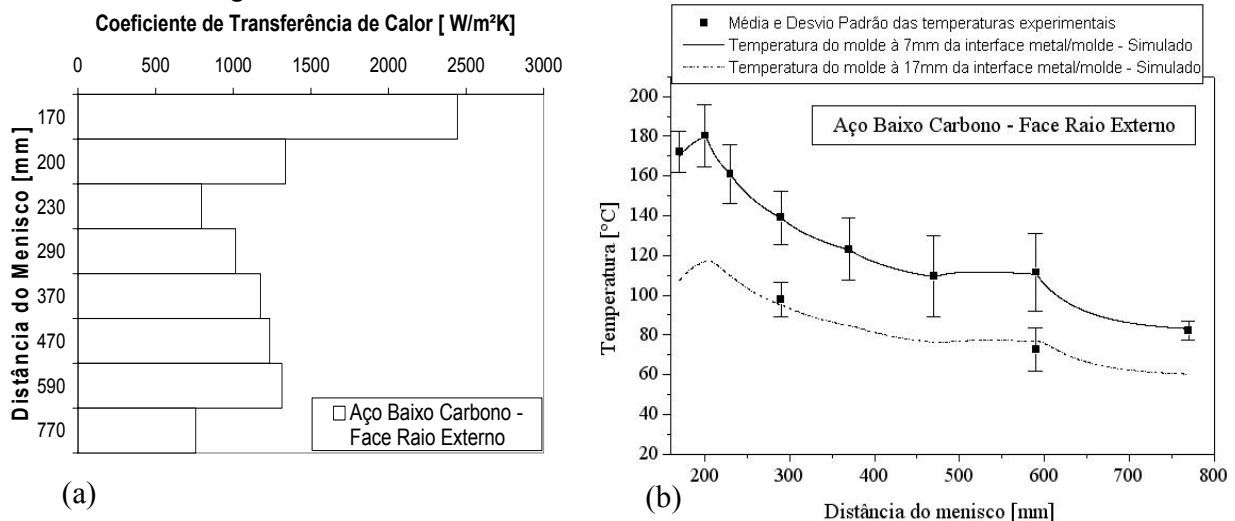 Coeficiente de Transferência de Calor [ W/m²K]
0 500 1000 1500 2000 2500 3000
Distância do Menisco [mm]
170
200
230
290
370
470
590
770
Aço Baixo Carbono -
Face Raio Externo
(a)
Média e Desvio Padrão das temperaturas experimentais
Temperatura do molde à 7mm da interface metal/molde - Simulado
Temperatura do molde à 17mm da interface metal/molde - Simulado
Aço Baixo Carbono - Face Raio Externo
Temperatura [°C]
200
180
160
140
120
100
80
60
40
20
200 300 400 500 600 700 800
Distância do menisco [mm]
(b)